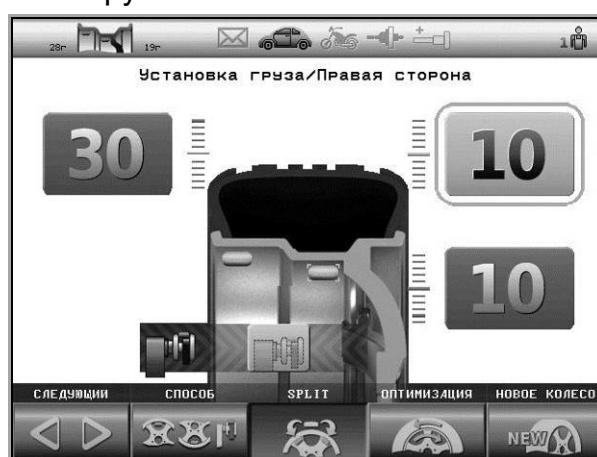 28г 19г 1
Установка груза/Правая сторона
30 10
10
СЛЕДУЮЩИЙ СПОСОБ SPLIT ОПТИМИЗАЦИЯ НОВОЕ КОЛЕСО
NEW